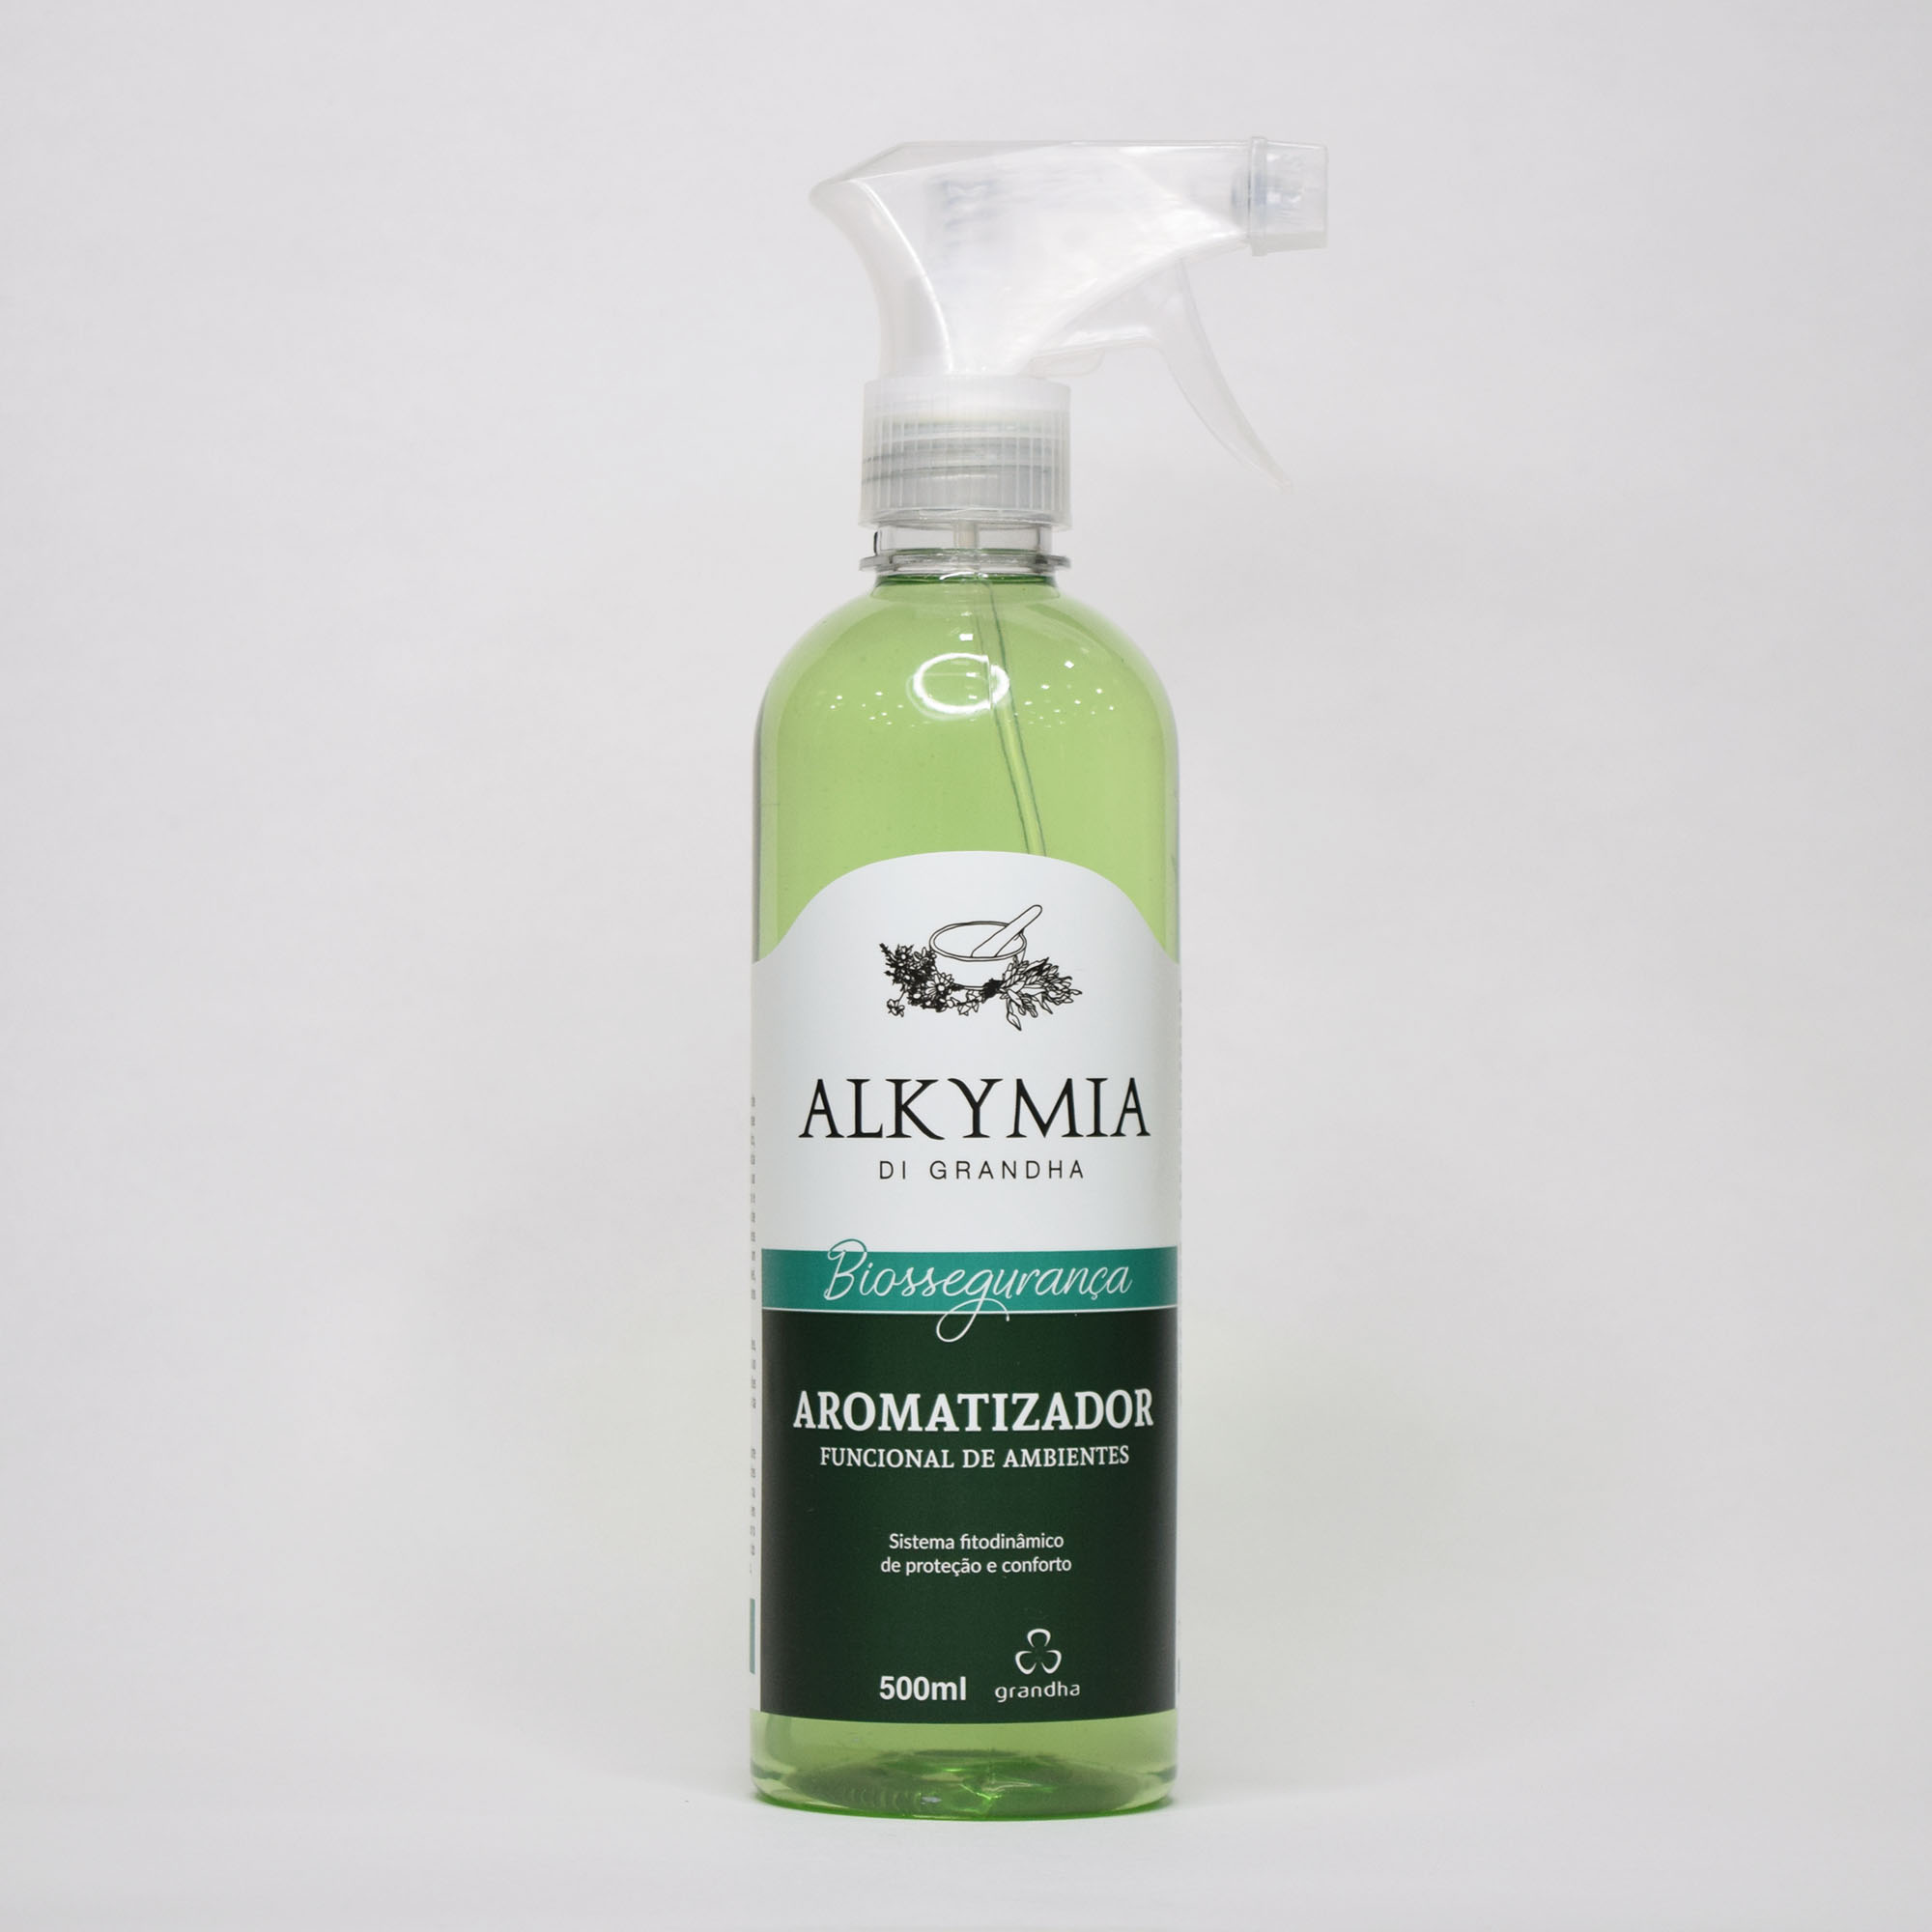 ALKYMIA
DI GRANDHA
Biossegurança
AROMATIZADOR
FUNCIONAL DE AMBIENTES
Sistema fitodinâmico
de proteção e conforto
500ml
grandha